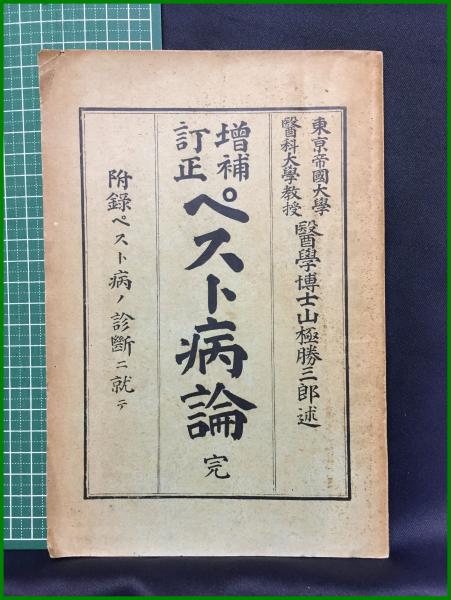 東京帝國大學
醫科大學教授
醫學博士山極勝三郎述
增補
訂正
ペスト病論 完
附錄ペスト病ノ診斷ニ就テ